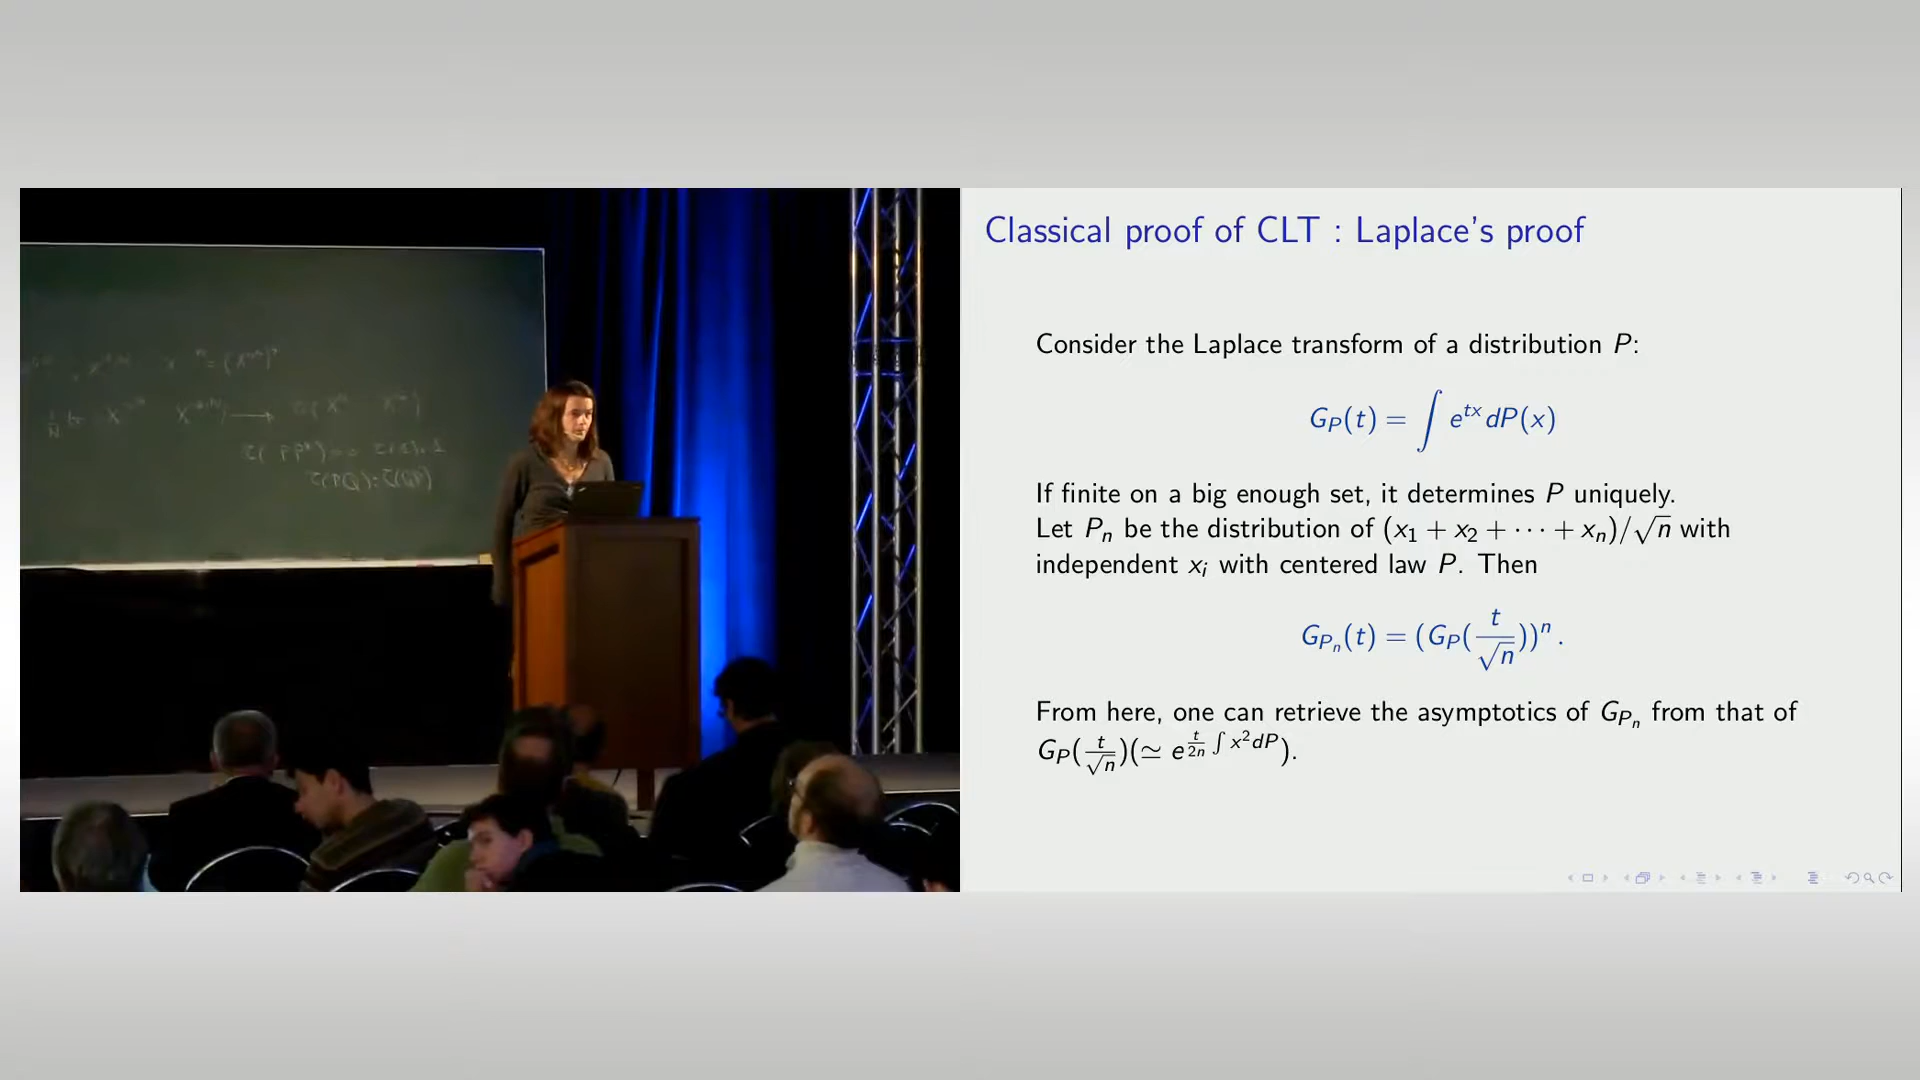 Classical proof of CLT : Laplace's proof
Consider the Laplace transform of a distribution P:
G_P(t) = ∫ e^{tx} dP(x)
If finite on a big enough set, it determines P uniquely.
Let P_n be the distribution of (x_1 + x_2 + ⋯ + x_n)/√n with
independent x_i with centered law P. Then
G_{P_n}(t) = (G_P(t/√n))^n .
From here, one can retrieve the asymptotics of G_{P_n} from that of
G_P(t/√n)(≃ e^{t/2n ∫ x^2 dP}).
τ(PQ)=τ(QP)